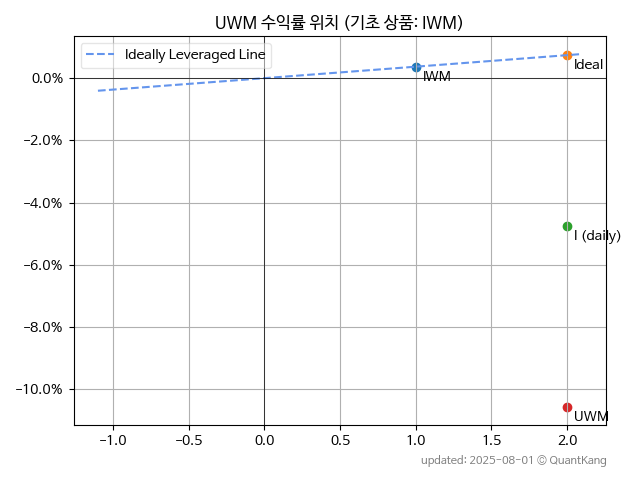 UWM 수익률 위치 (기초 상품: IWM)
Ideally Leveraged Line
0.0%
−2.0%
−4.0%
−6.0%
−8.0%
−10.0%
IWM
Ideal
I (daily)
UWM
−1.0 −0.5 0.0 0.5 1.0 1.5 2.0
updated: 2025-08-01 © QuantKang